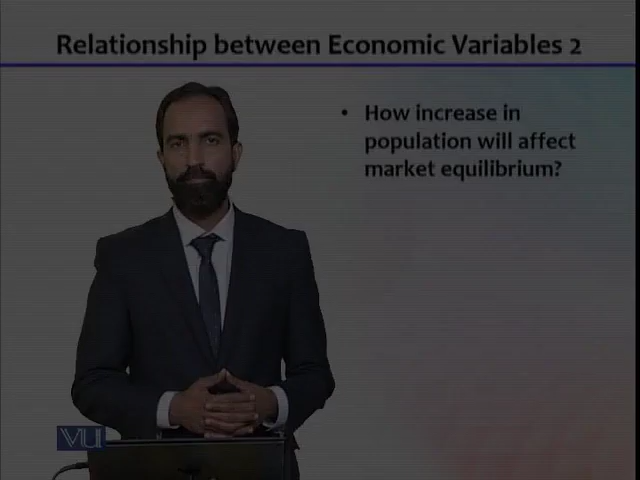 Relationship between Economic Variables 2
• How increase in
population will affect
market equilibrium?
VU